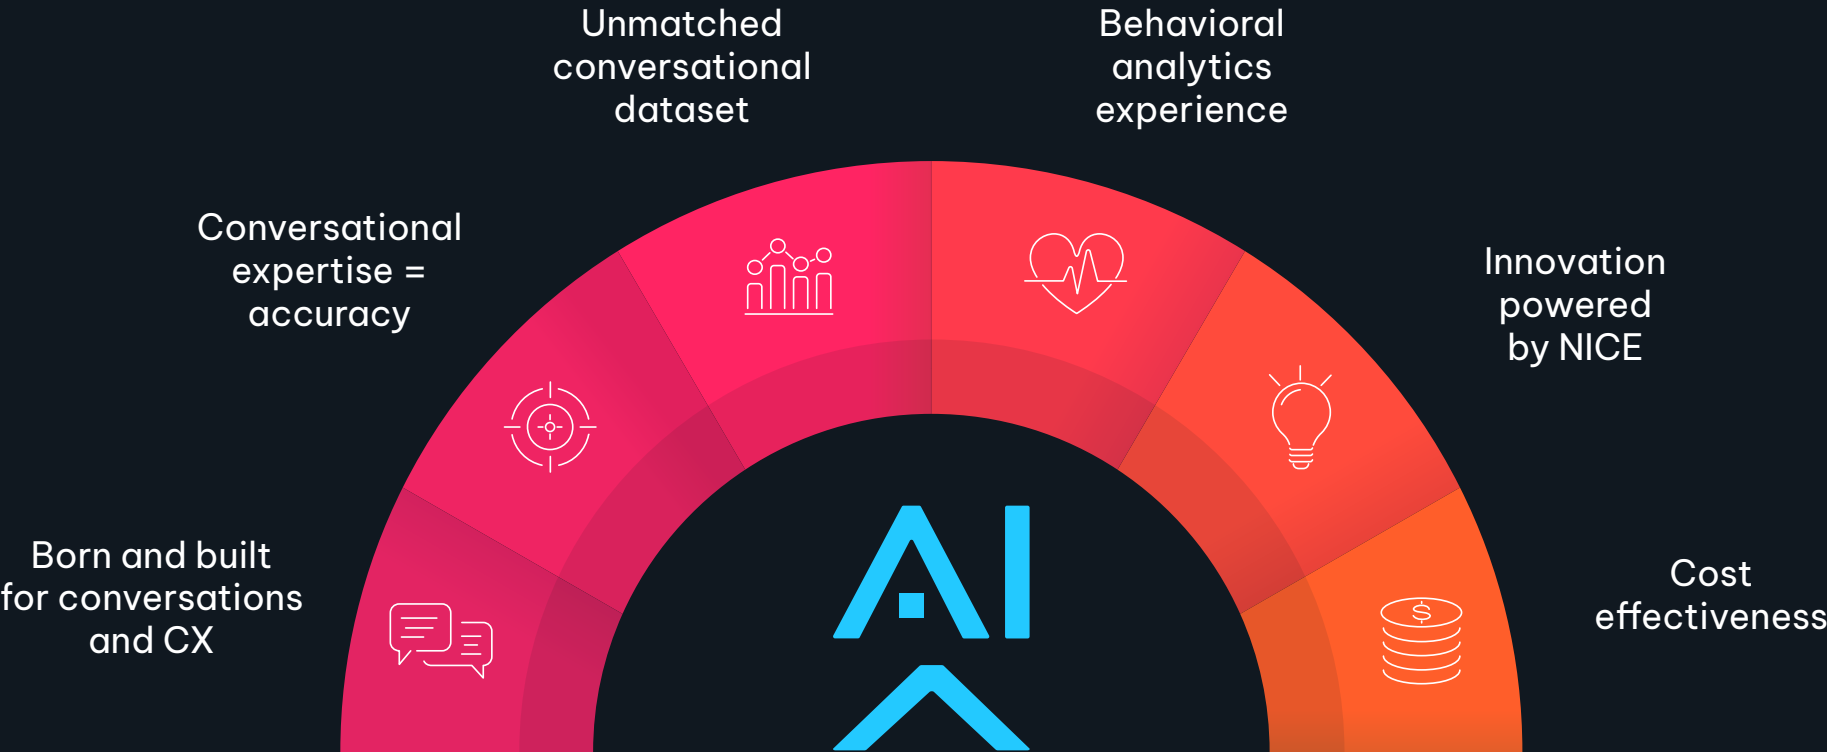 Unmatched
conversational
dataset
Behavioral
analytics
experience
Conversational
expertise =
accuracy
Innovation
powered
by NICE
Born and built
for conversations
and CX
Cost
effectiveness
$
AI